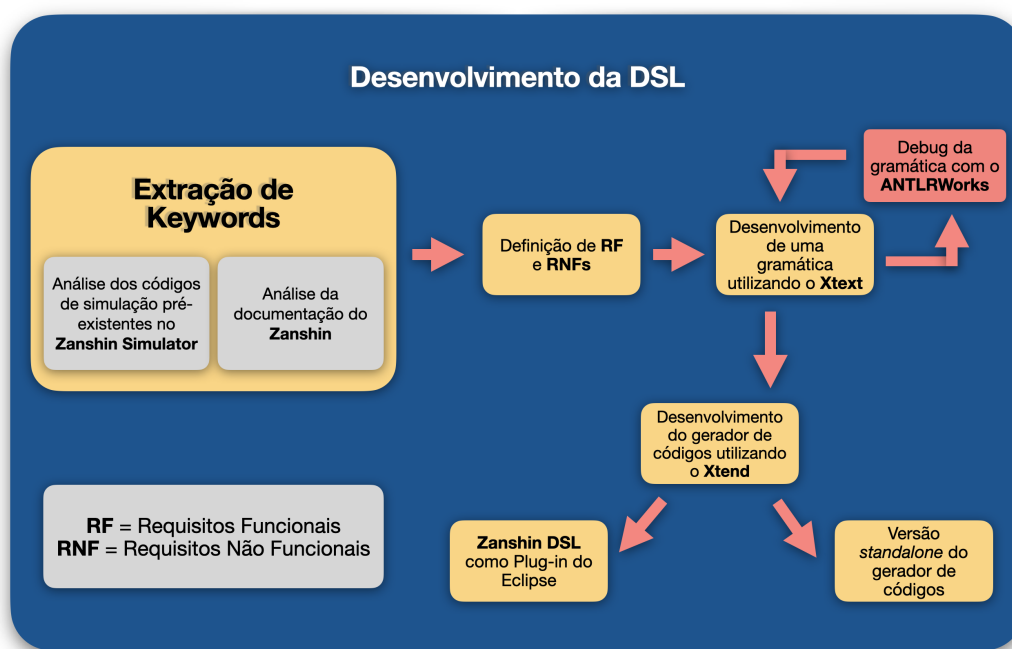 Desenvolvimento da DSL
Extração de
Keywords
Análise dos códigos
de simulação pré-
existentes no
Zanshin Simulator
Análise da
documentação do
Zanshin
Definição de RF
e RNFs
Desenvolvimento
de uma
gramática
utilizando o Xtext
Debug da
gramática com o
ANTLRWorks
Desenvolvimento
do gerador de
códigos utilizando
o Xtend
Zanshin DSL
como Plug-in do
Eclipse
Versão
standalone do
gerador de
códigos
RF = Requisitos Funcionais
RNF = Requisitos Não Funcionais